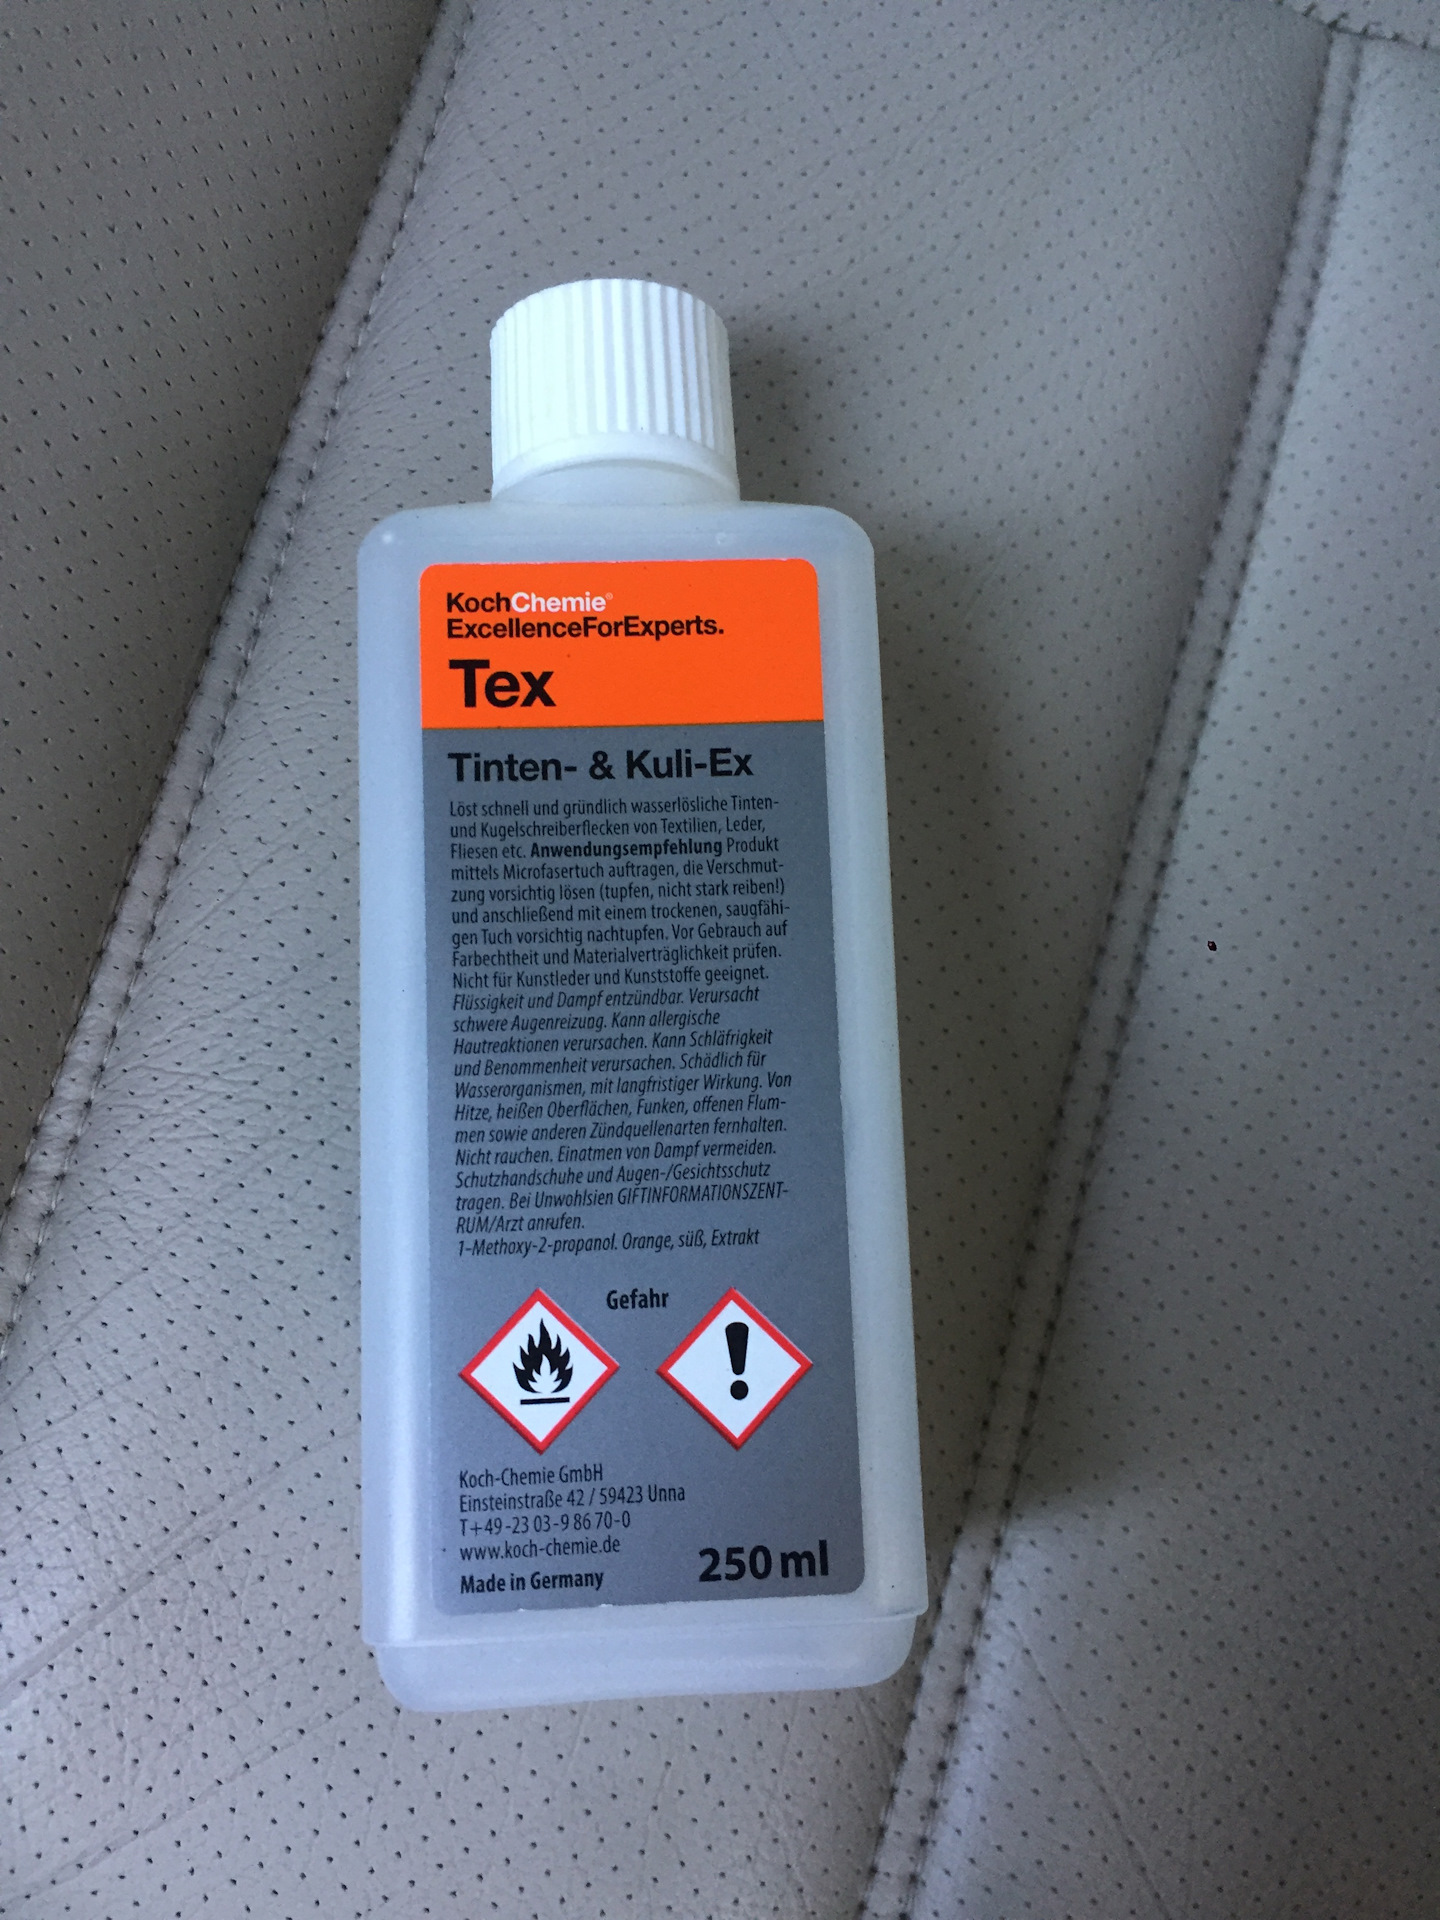 KochChemie®
ExcellenceForExperts.
Tex
Tinten- & Kuli-Ex
Löst schnell und gründlich wasserlösliche Tinten-
und Kugelschreiberflecken von Textilien, Leder,
Fliesen etc. Anwendungsempfehlung Produkt
mittels Microfasertuch auftragen, die Verschmut-
zung vorsichtig lösen (tupfen, nicht stark reiben!)
und anschließend mit einem trockenen, saugfähi-
gen Tuch vorsichtig nachtupfen. Vor Gebrauch auf
Farbechtheit und Materialverträglichkeit prüfen.
Nicht für Kunstleder und Kunststoffe geeignet.
Flüssigkeit und Dampf entzündbar. Verursacht
schwere Augenreizung. Kann allergische
Hautreaktionen verursachen. Kann Schläfrigkeit
und Benommenheit verursachen. Schädlich für
Wasserorganismen, mit langfristiger Wirkung. Von
Hitze, heißen Oberflächen, Funken, offenen Flam-
men sowie anderen Zündquellenarten fernhalten.
Nicht rauchen. Einatmen von Dampf vermeiden.
Schutzhandschuhe und Augen-/Gesichtsschutz
tragen. Bei Unwohlsien GIFTINFORMATIONSZENT-
RUM/Arzt anrufen.
1-Methoxy-2-propanol. Orange, süß, Extrakt
Gefahr
Koch-Chemie GmbH
Einsteinstraße 42 / 59423 Unna
T+49-23 03-9 86 70-0
www.koch-chemie.de
Made in Germany
250 ml